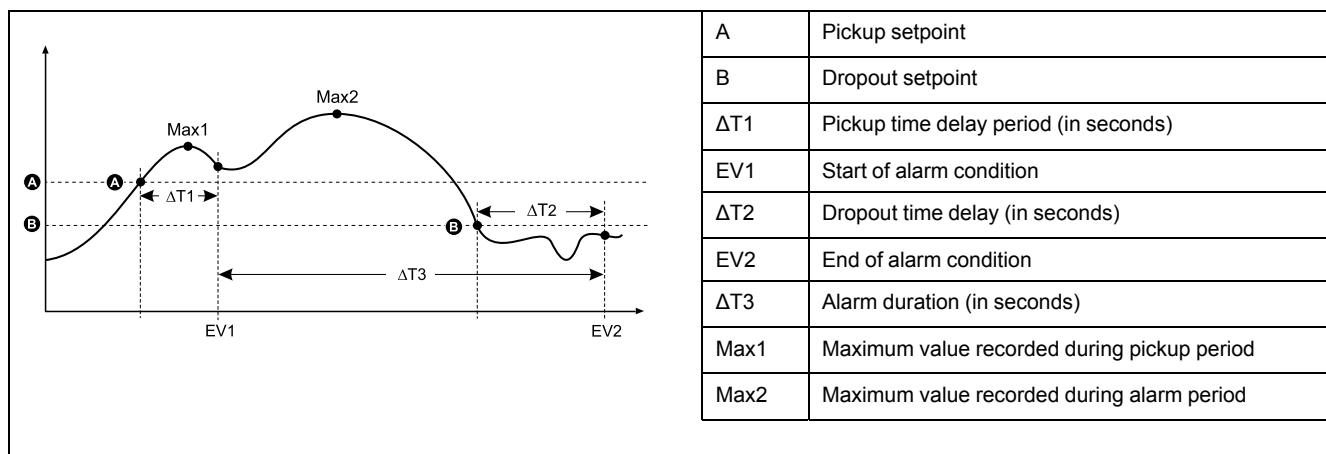 Max2
Max1
A A
ΔT1
B B ΔT2
ΔT3
EV1 EV2
A Pickup setpoint
B Dropout setpoint
ΔT1 Pickup time delay period (in seconds)
EV1 Start of alarm condition
ΔT2 Dropout time delay (in seconds)
EV2 End of alarm condition
ΔT3 Alarm duration (in seconds)
Max1 Maximum value recorded during pickup period
Max2 Maximum value recorded during alarm period